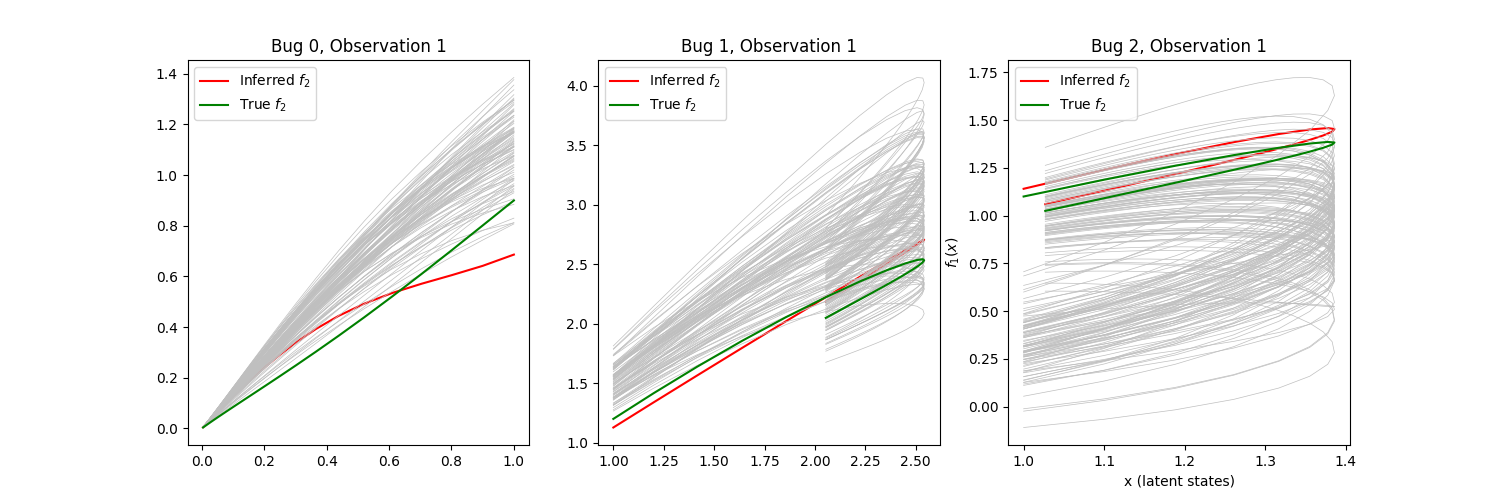 Bug 0, Observation 1
Inferred f₂
True f₂
1.4
1.2
1.0
0.8
0.6
0.4
0.2
0.0
0.0 0.2 0.4 0.6 0.8 1.0
Bug 1, Observation 1
Inferred f₂
True f₂
4.0
3.5
3.0
2.5
2.0
1.5
1.0
1.00 1.25 1.50 1.75 2.00 2.25 2.50
Bug 2, Observation 1
Inferred f₂
True f₂
f₁(x)
1.75
1.50
1.25
1.00
0.75
0.50
0.25
0.00
1.0 1.1 1.2 1.3 1.4
x (latent states)